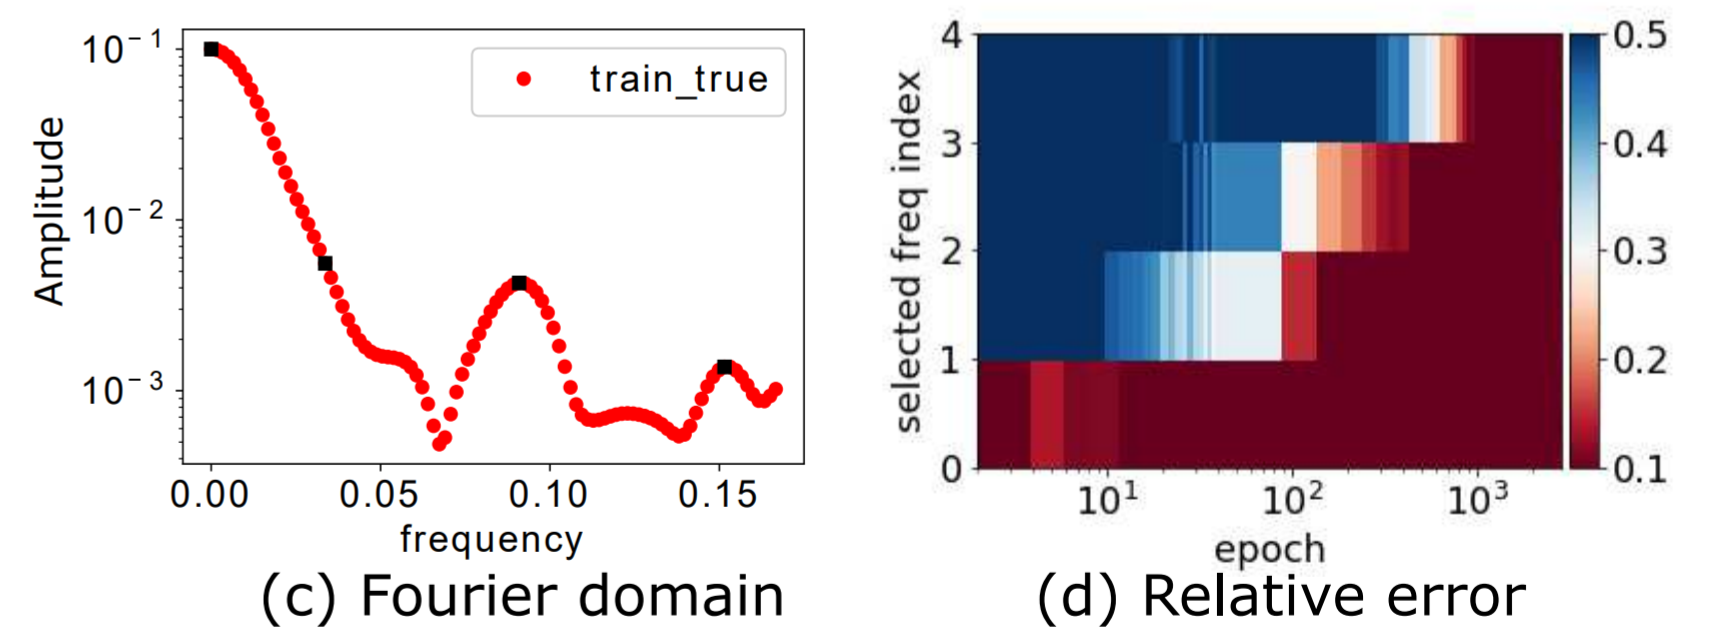 10⁻¹
10⁻²
10⁻³
Amplitude
train_true
0.00 0.05 0.10 0.15
frequency
(c) Fourier domain
4
3
2
1
0
selected freq index
10¹ 10² 10³
epoch
0.5
0.4
0.3
0.2
0.1
(d) Relative error